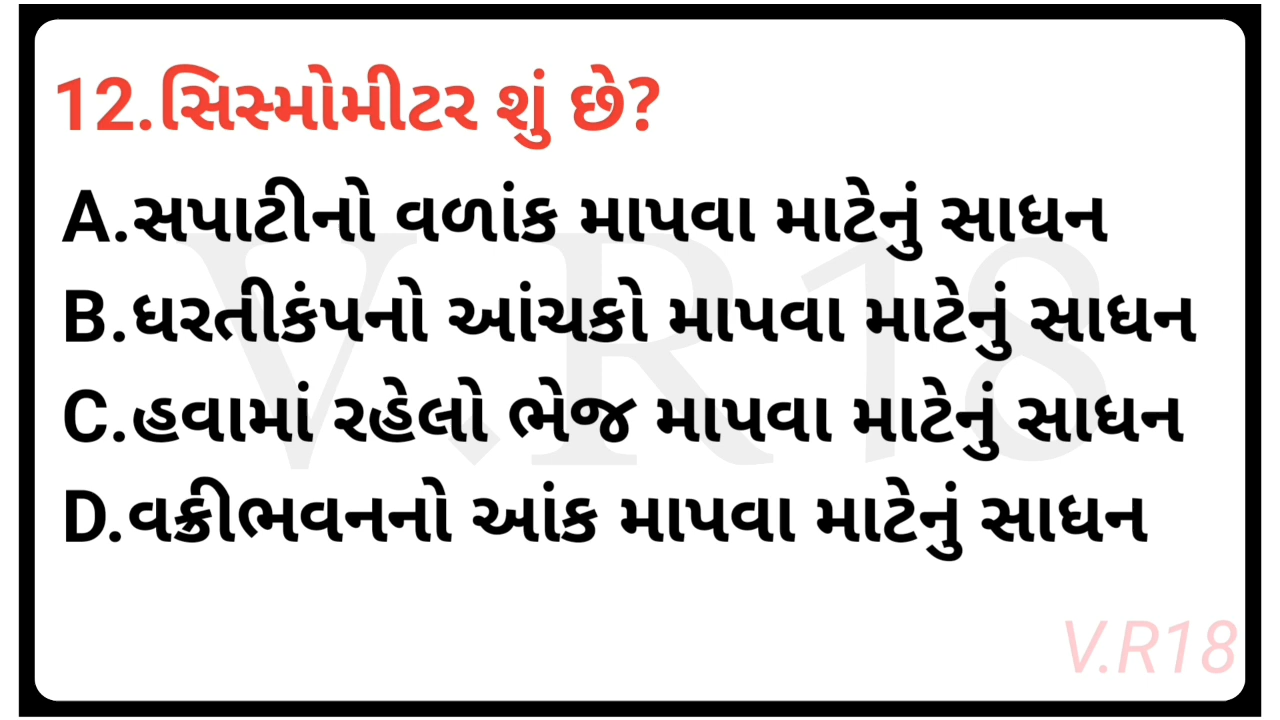 12.સિસ્મોમીટર શું છે?
A.સપાટીનો વળાંક માપવા માટેનું સાધન
B.ધરતીકંપનો આંચકો માપવા માટેનું સાધન
C.હવામાં રહેલો ભેજ માપવા માટેનું સાધન
D.વક્રીભવનનો આંક માપવા માટેનું સાધન
V.R18
V.R18